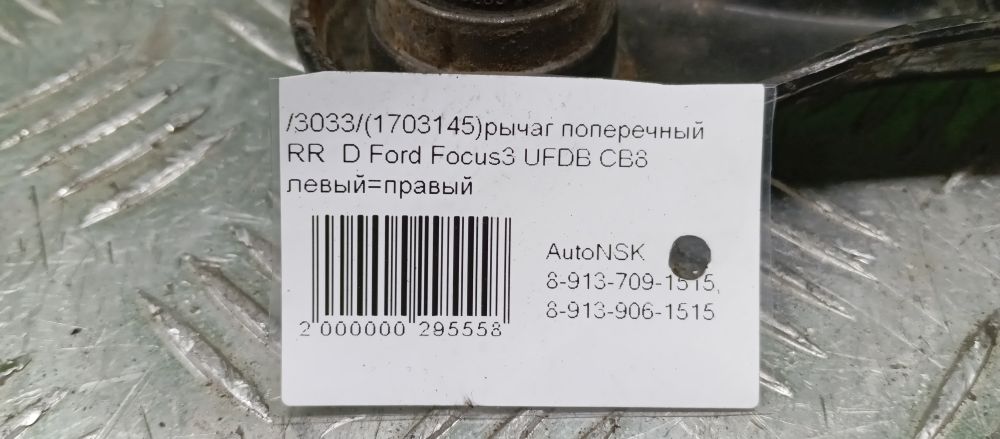 /3033/(1703145)рычаг поперечный
RR D Ford Focus3 UFDB CB8
левый=правый
2 000000 295558
AutoNSK
8-913-709-1515,
8-913-906-1515